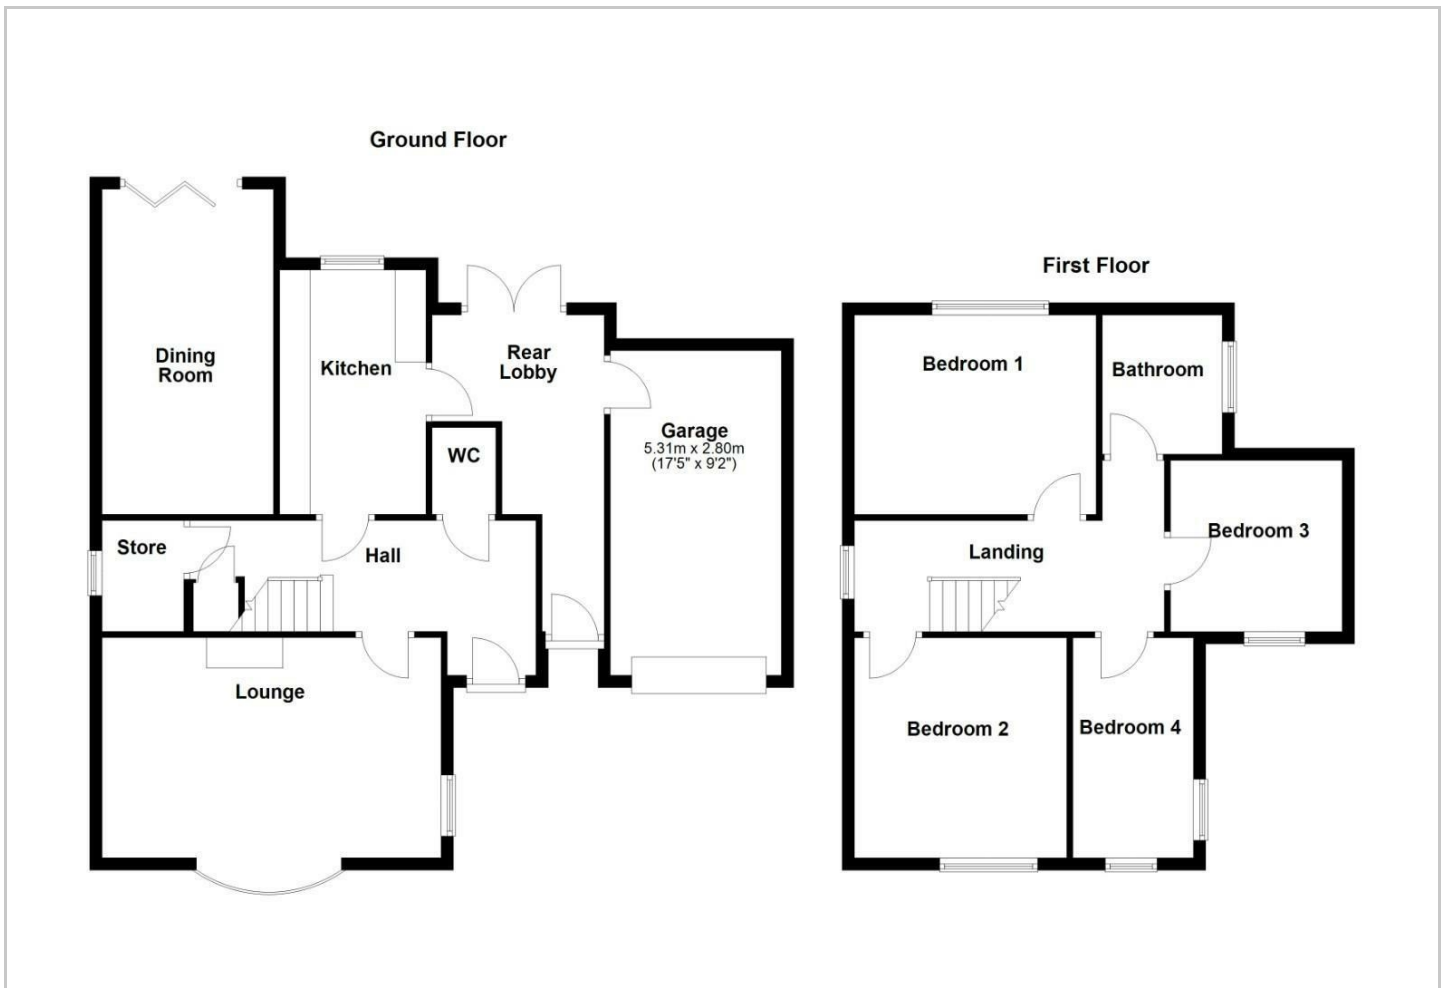 Ground Floor
Dining
Room
Kitchen
Rear
Lobby
WC
Garage
5.31m x 2.80m
(17'5" x 9'2")
Store
Hall
Lounge
First Floor
Bedroom 1
Bathroom
Landing
Bedroom 3
Bedroom 2
Bedroom 4